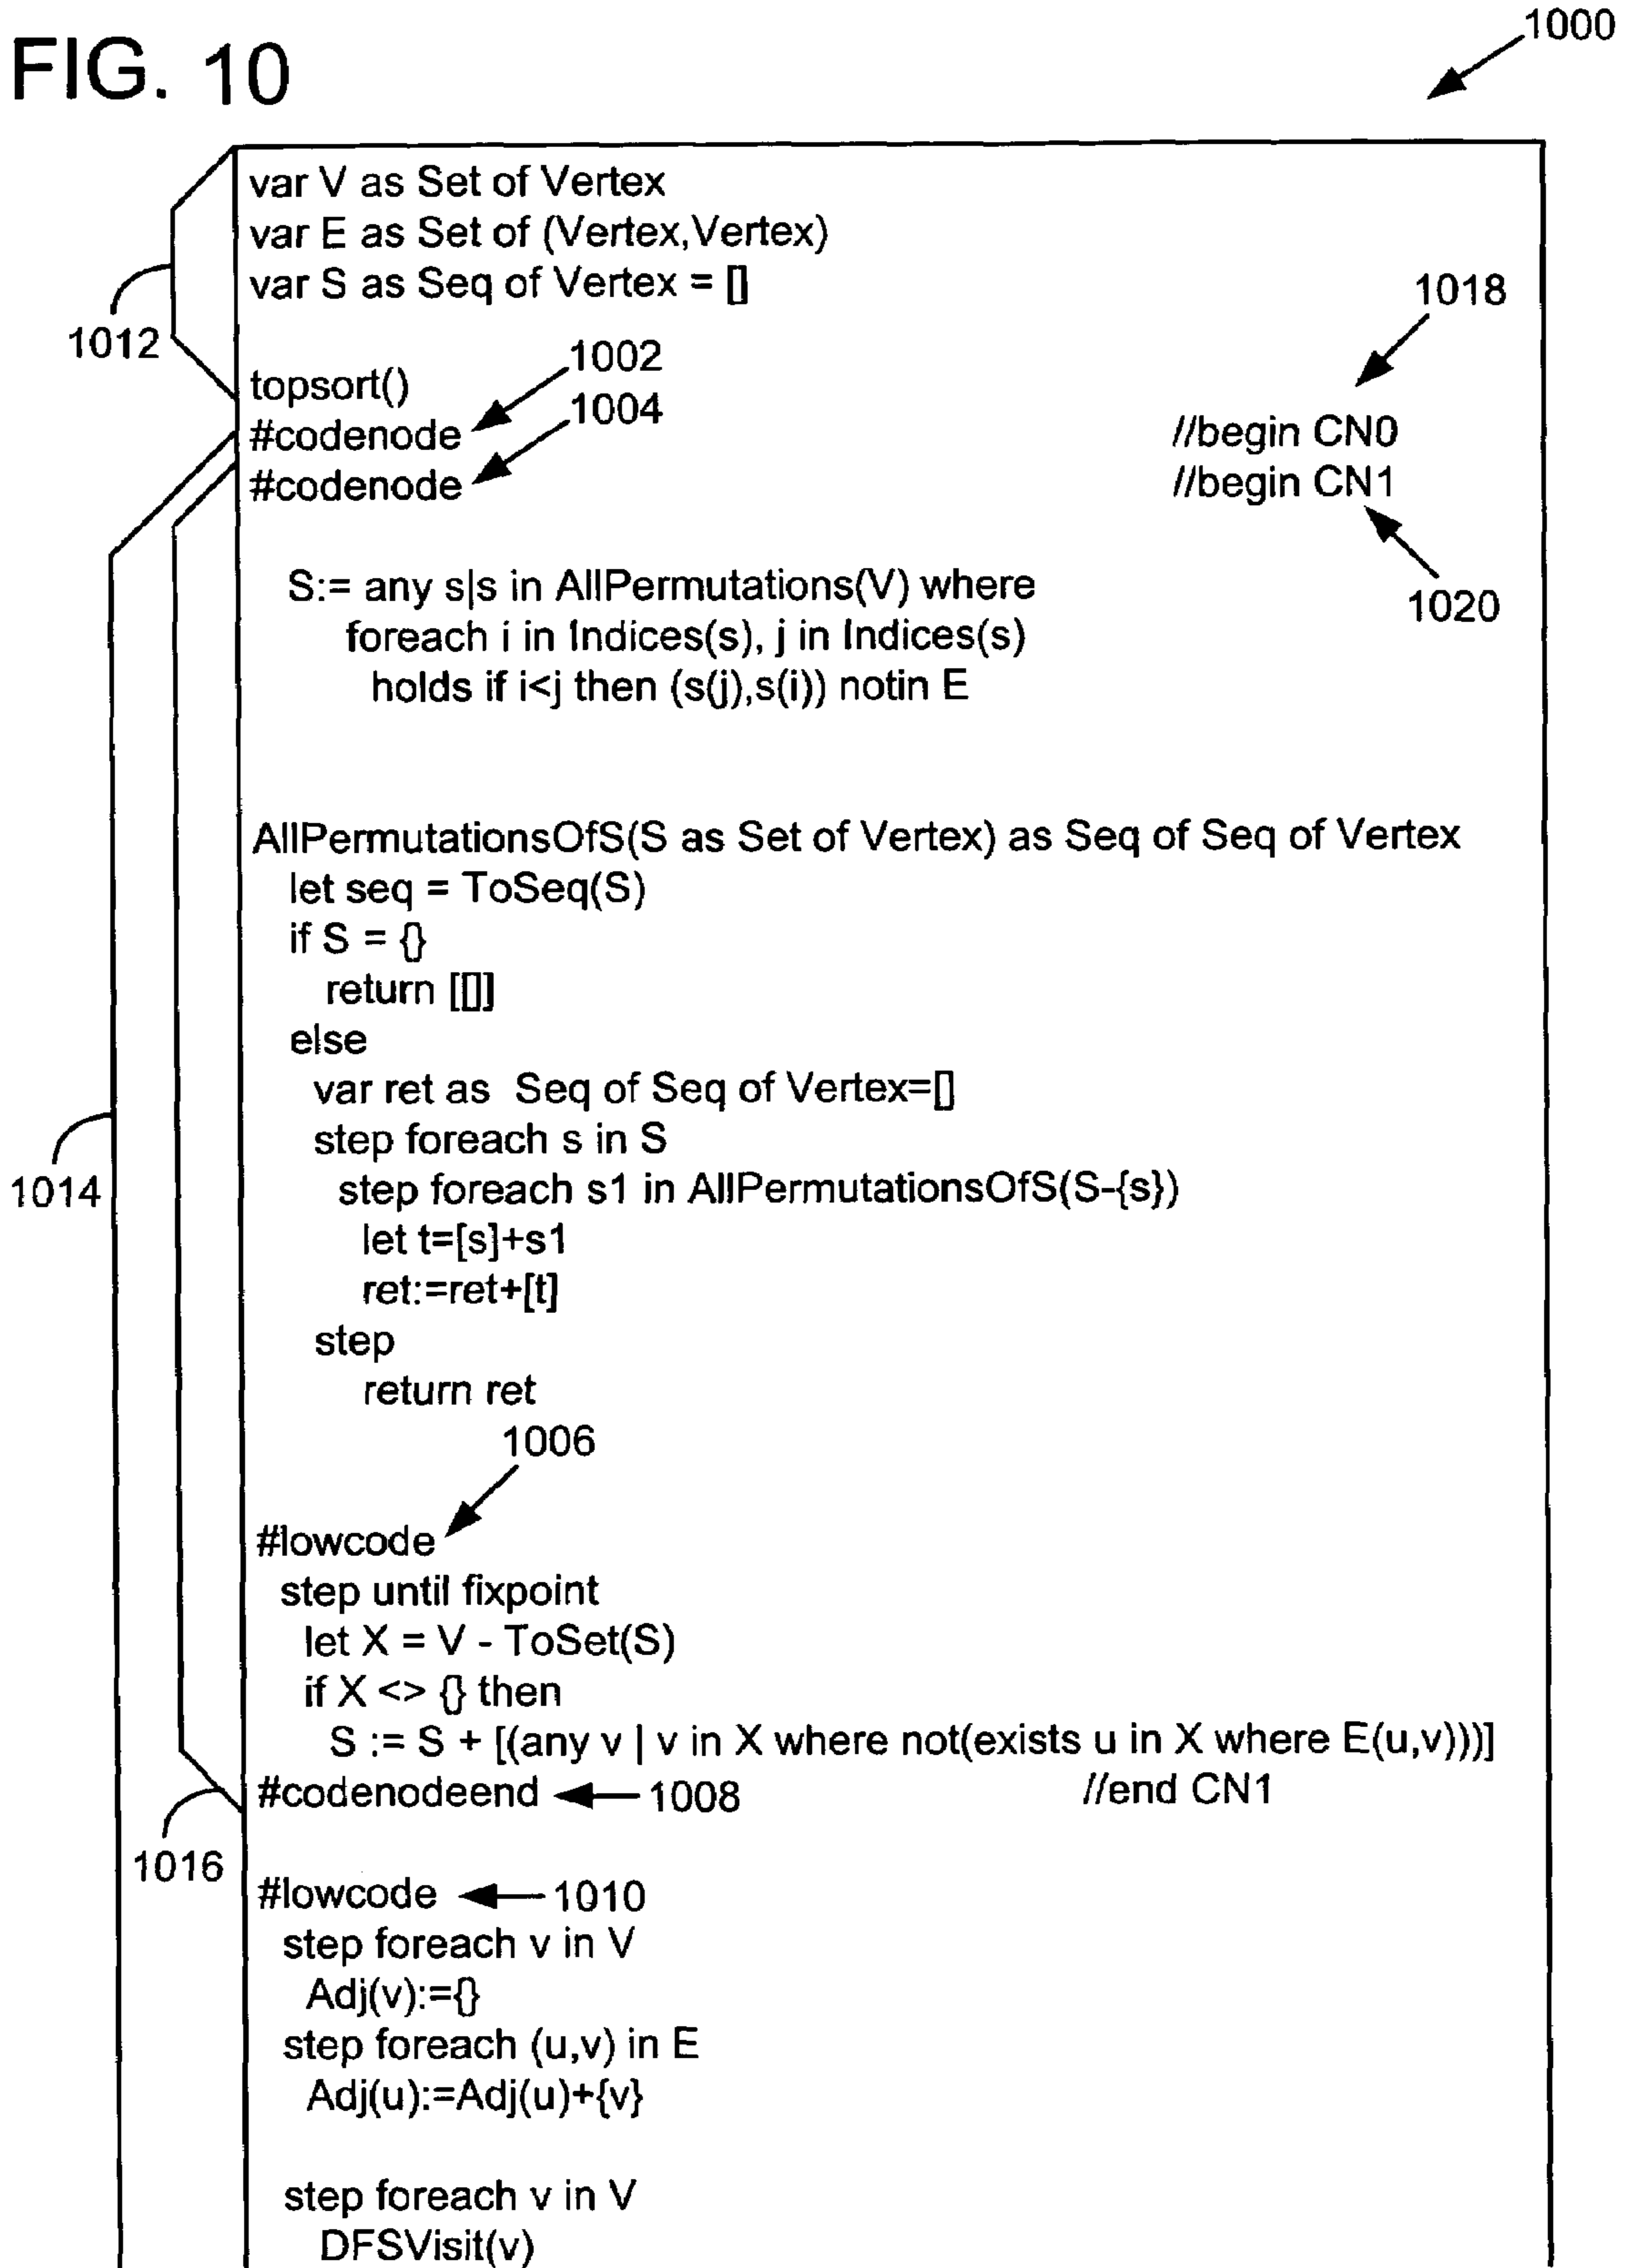 FIG. 10
1000
var V as Set of Vertex
var E as Set of (Vertex,Vertex)
var S as Seq of Vertex = []
1018
1012
1002
topsort()
1004
#codenode //begin CN0
#codenode //begin CN1
S:= any s|s in AllPermutations(V) where
1020
foreach i in Indices(s), j in Indices(s)
holds if i<j then (s(j),s(i)) notin E
AllPermutationsOfS(S as Set of Vertex) as Seq of Seq of Vertex
let seq = ToSeq(S)
if S = {}
return [[]]
else
var ret as Seq of Seq of Vertex=[]
step foreach s in S
1014
step foreach s1 in AllPermutationsOfS(S-{s})
let t=[s]+s1
ret:=ret+[t]
step
return ret
1006
#lowcode
step until fixpoint
let X = V - ToSet(S)
if X <> {} then
S := S + [(any v | v in X where not(exists u in X where E(u,v)))]
#codenodeend 1008 //end CN1
1016
#lowcode 1010
step foreach v in V
Adj(v):={}
step foreach (u,v) in E
Adj(u):=Adj(u)+{v}
step foreach v in V
DFSVisit(v)